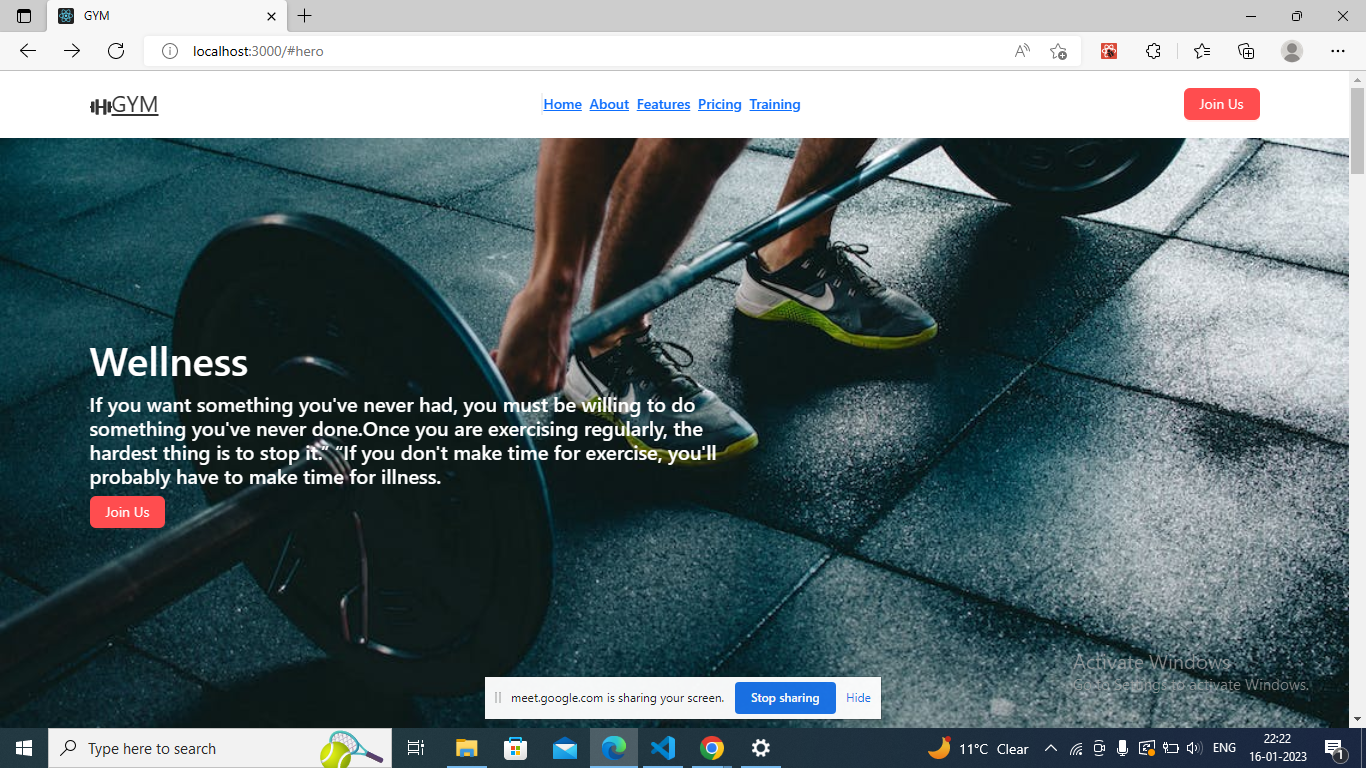 GYM
localhost:3000/#hero
GYM
Home About Features Pricing Training
Join Us
Wellness
If you want something you've never had, you must be willing to do
something you've never done.Once you are exercising regularly, the
hardest thing is to stop it.” “If you don't make time for exercise, you'll
probably have to make time for illness.
Join Us
Activate Windows
Go to Settings to activate Windows.
meet.google.com is sharing your screen.
Stop sharing
Hide
Type here to search
11°C Clear
ENG
22:22
16-01-2023
1